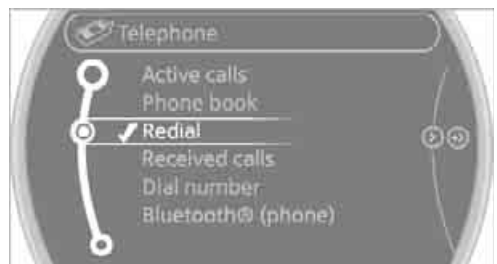 Telephone
Active calls
Phone book
Redial
Received calls
Dial number
Bluetooth® (phone)